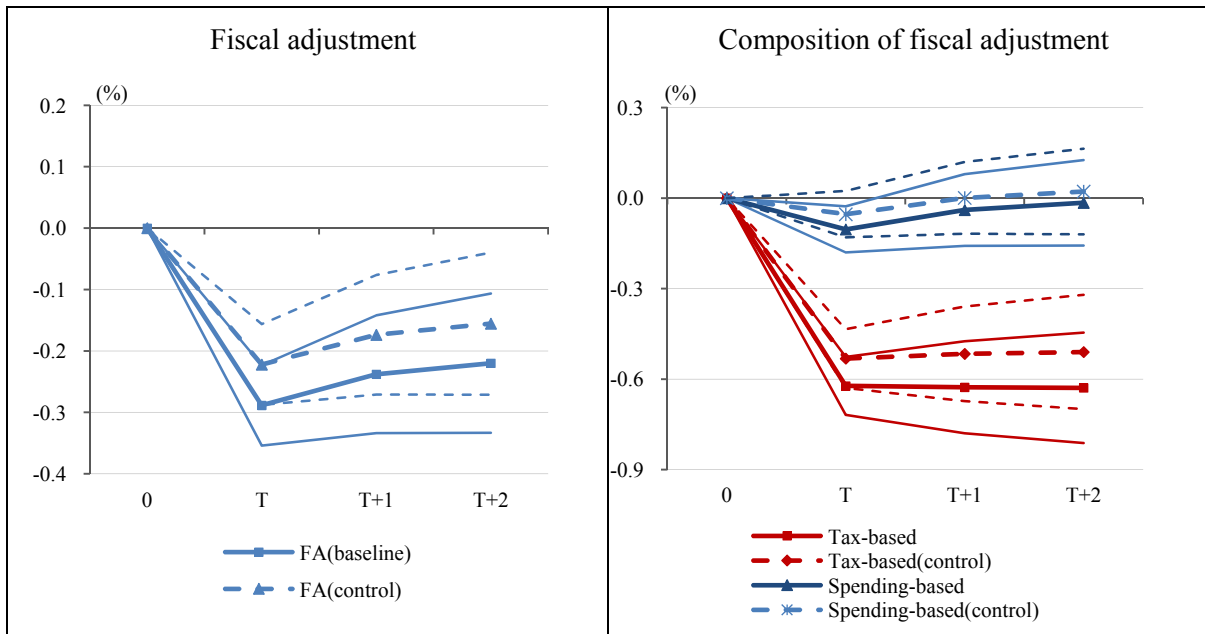 Fiscal adjustment
(%)
0.2
0.1
0.0
-0.1
-0.2
-0.3
-0.4
0 T T+1 T+2
FA(baseline)
FA(control)
Composition of fiscal adjustment
(%)
0.3
0.0
-0.3
-0.6
-0.9
0 T T+1 T+2
Tax-based
Tax-based(control)
Spending-based
Spending-based(control)